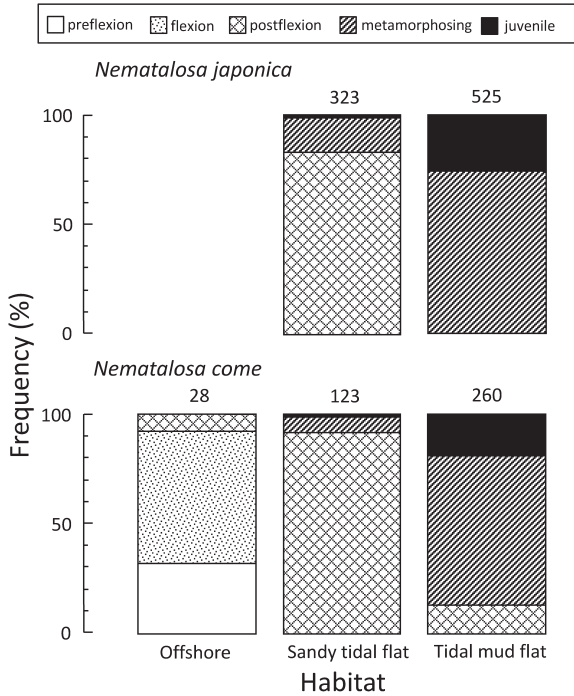 preflexion flexion postflexion metamorphosing juvenile
Nematalosa japonica
323 525
100
50
0
Frequency (%)
Nematalosa come
28 123 260
100
50
0
Offshore Sandy tidal flat Tidal mud flat
Habitat